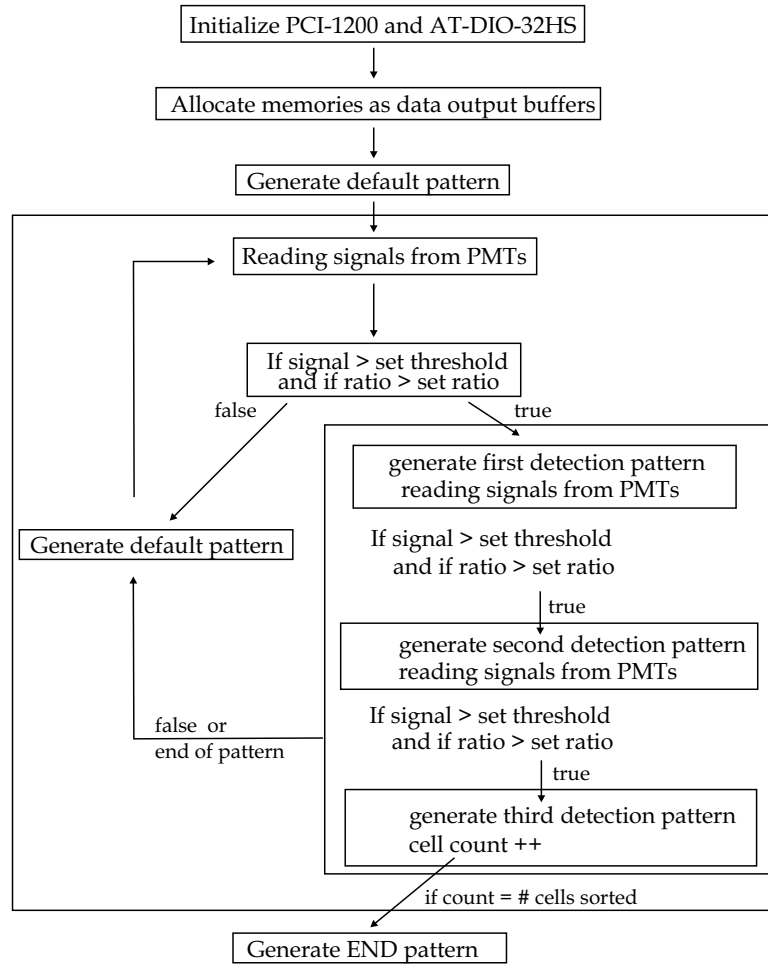 Initialize PCI-1200 and AT-DIO-32HS
Allocate memories as data output buffers
Generate default pattern
Reading signals from PMTs
If signal > set threshold
and if ratio > set ratio
false
true
generate first detection pattern
reading signals from PMTs
Generate default pattern
If signal > set threshold
and if ratio > set ratio
true
generate second detection pattern
reading signals from PMTs
If signal > set threshold
and if ratio > set ratio
false or
end of pattern
true
generate third detection pattern
cell count ++
if count = # cells sorted
Generate END pattern